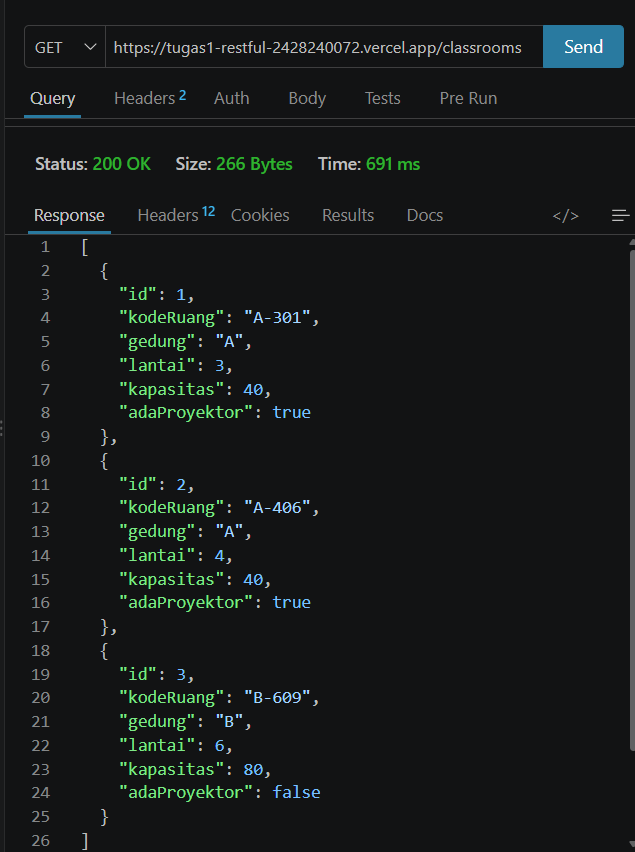 GET https://tugas1-restful-2428240072.vercel.app/classrooms Send
Query Headers 2 Auth Body Tests Pre Run
Status: 200 OK Size: 266 Bytes Time: 691 ms
Response Headers 12 Cookies Results Docs </>
1 [
2 {
3 "id": 1,
4 "kodeRuang": "A-301",
5 "gedung": "A",
6 "lantai": 3,
7 "kapasitas": 40,
8 "adaProyektor": true
9 },
10 {
11 "id": 2,
12 "kodeRuang": "A-406",
13 "gedung": "A",
14 "lantai": 4,
15 "kapasitas": 40,
16 "adaProyektor": true
17 },
18 {
19 "id": 3,
20 "kodeRuang": "B-609",
21 "gedung": "B",
22 "lantai": 6,
23 "kapasitas": 80,
24 "adaProyektor": false
25 }
26 ]